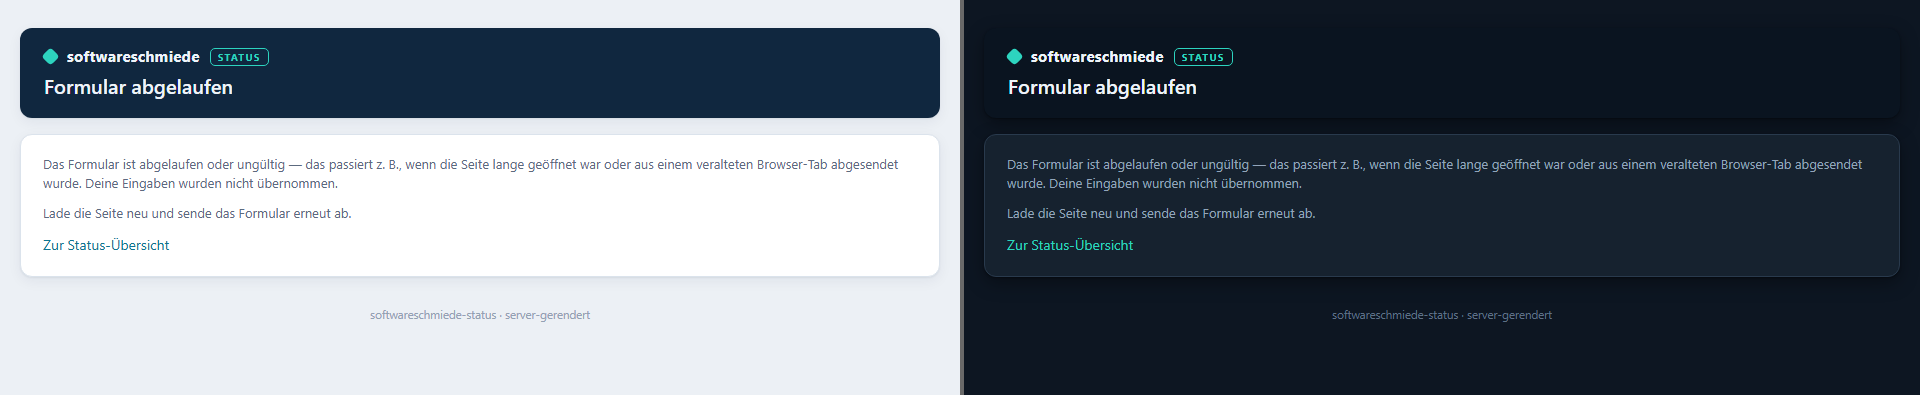 softwareschmiede STATUS
Formular abgelaufen
Das Formular ist abgelaufen oder ungültig — das passiert z. B., wenn die Seite lange geöffnet war oder aus einem veralteten Browser-Tab abgesendet
wurde. Deine Eingaben wurden nicht übernommen.
Lade die Seite neu und sende das Formular erneut ab.
Zur Status-Übersicht
softwareschmiede-status · server-gerendert
softwareschmiede STATUS
Formular abgelaufen
Das Formular ist abgelaufen oder ungültig — das passiert z. B., wenn die Seite lange geöffnet war oder aus einem veralteten Browser-Tab abgesendet
wurde. Deine Eingaben wurden nicht übernommen.
Lade die Seite neu und sende das Formular erneut ab.
Zur Status-Übersicht
softwareschmiede-status · server-gerendert